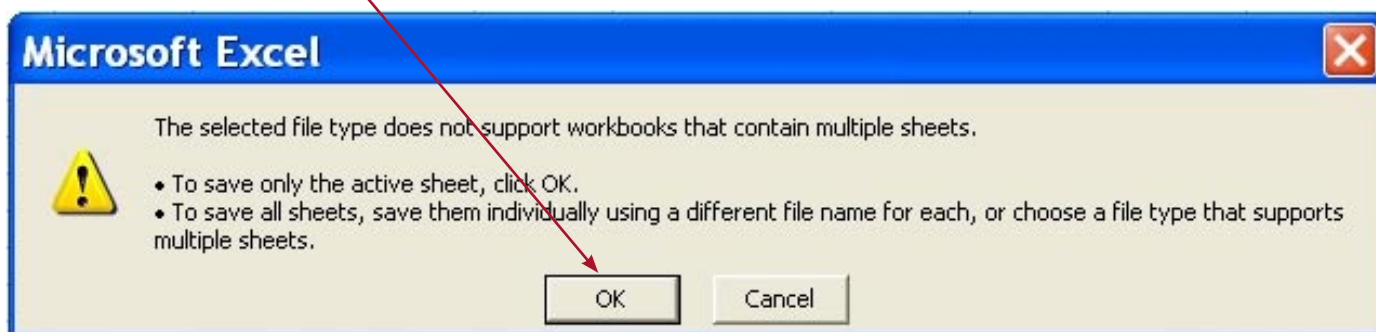 Microsoft Excel
The selected file type does not support workbooks that contain multiple sheets.
• To save only the active sheet, click OK.
• To save all sheets, save them individually using a different file name for each, or choose a file type that supports
multiple sheets.
OK Cancel